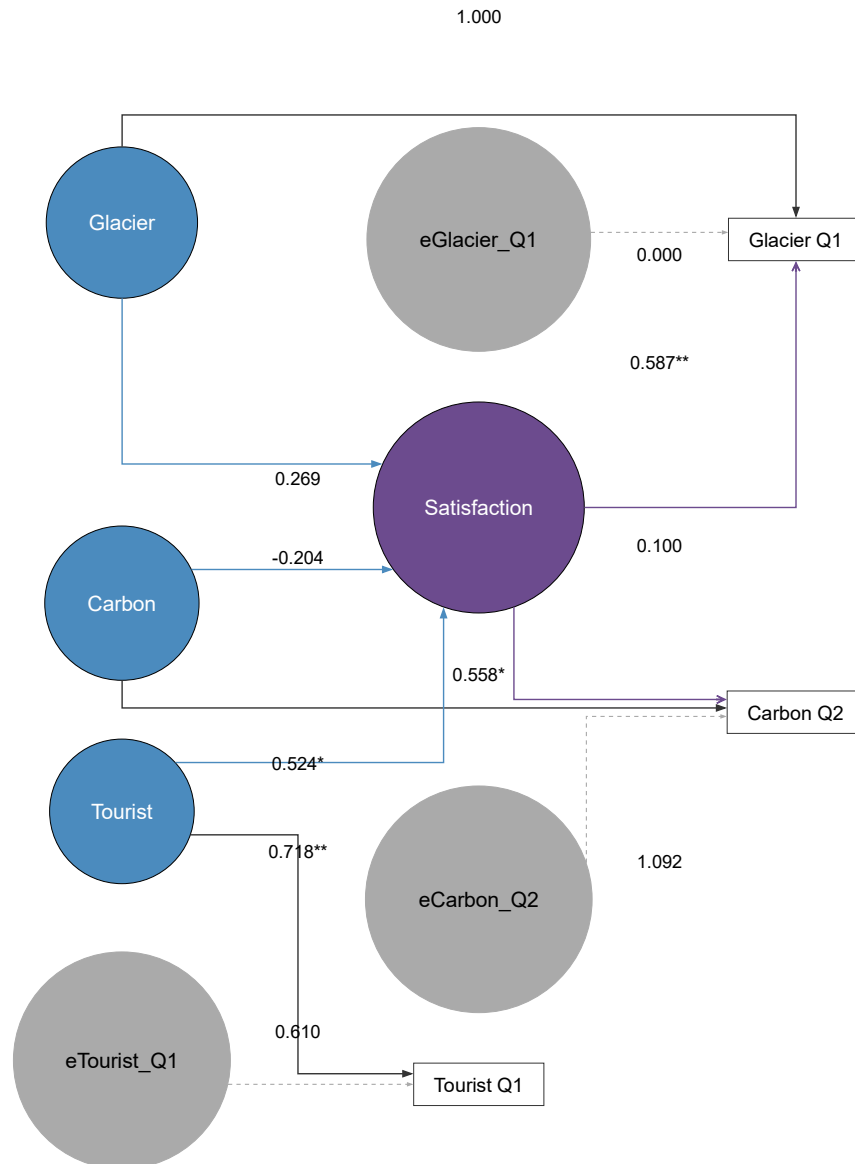 1.000
Glacier
eGlacier_Q1
Glacier Q1
0.000
0.587**
0.269
Satisfaction
0.100
-0.204
Carbon
0.558*
Carbon Q2
0.524*
Tourist
0.718**
1.092
eCarbon_Q2
0.610
eTourist_Q1
Tourist Q1